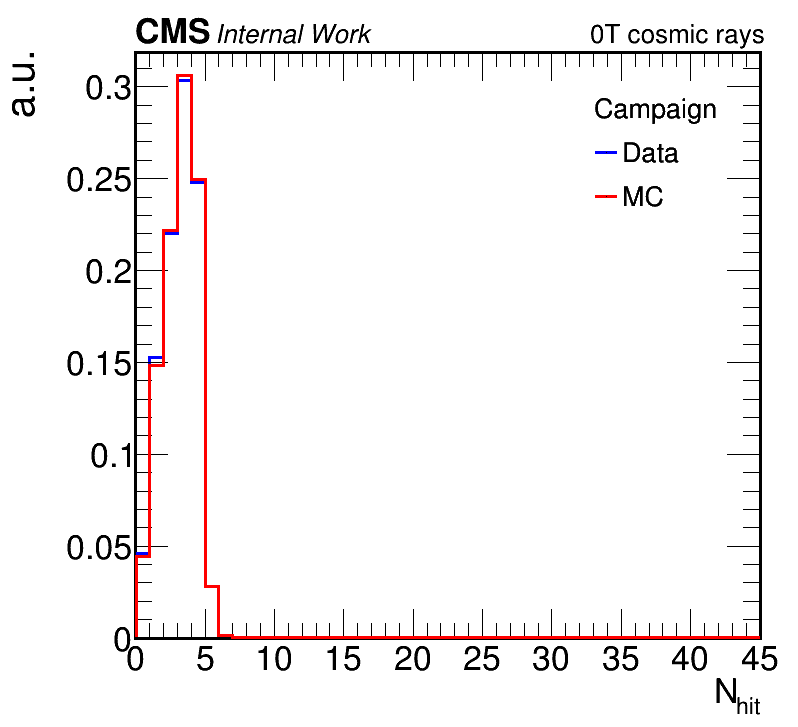 CMS Internal Work 0T cosmic rays
a.u.
Campaign
Data
MC
0.3
0.25
0.2
0.15
0.1
0.05
0
0 5 10 15 20 25 30 35 40 45
N_hit